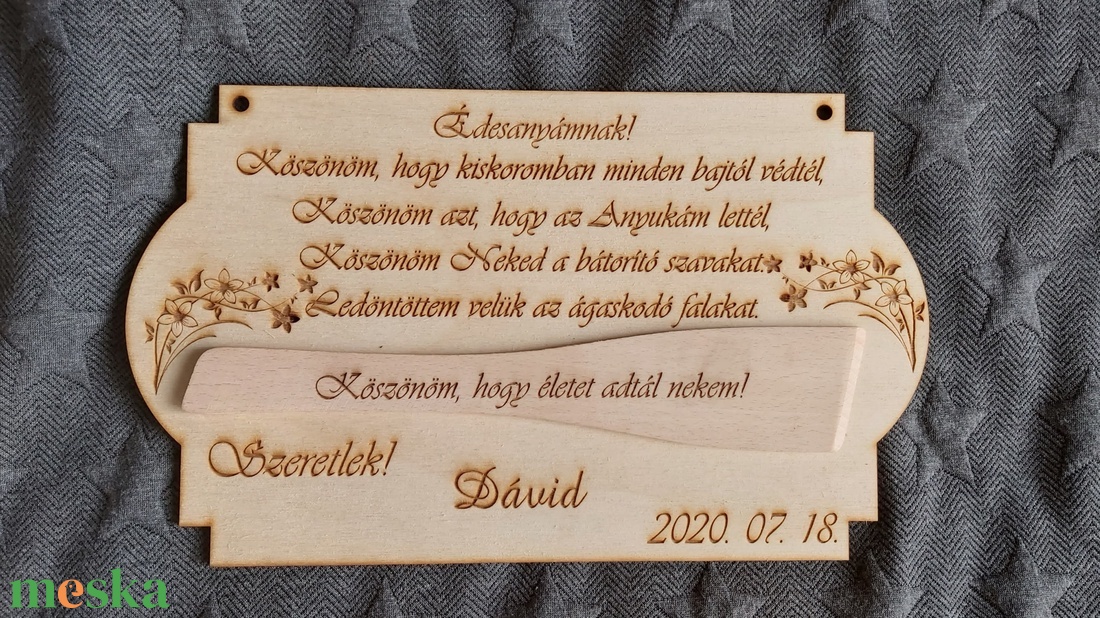 Édesanyámnak!
Köszönöm, hogy kiskoromban minden bajtól védtél,
Köszönöm azt, hogy az Anyukám lettél,
Köszönöm Neked a bátorító szavakat.
Ledöntöttem velük az ágaskodó falakat.
Köszönöm, hogy életet adtál nekem!
Szeretlek!
Dávid
2020. 07. 18.
meska